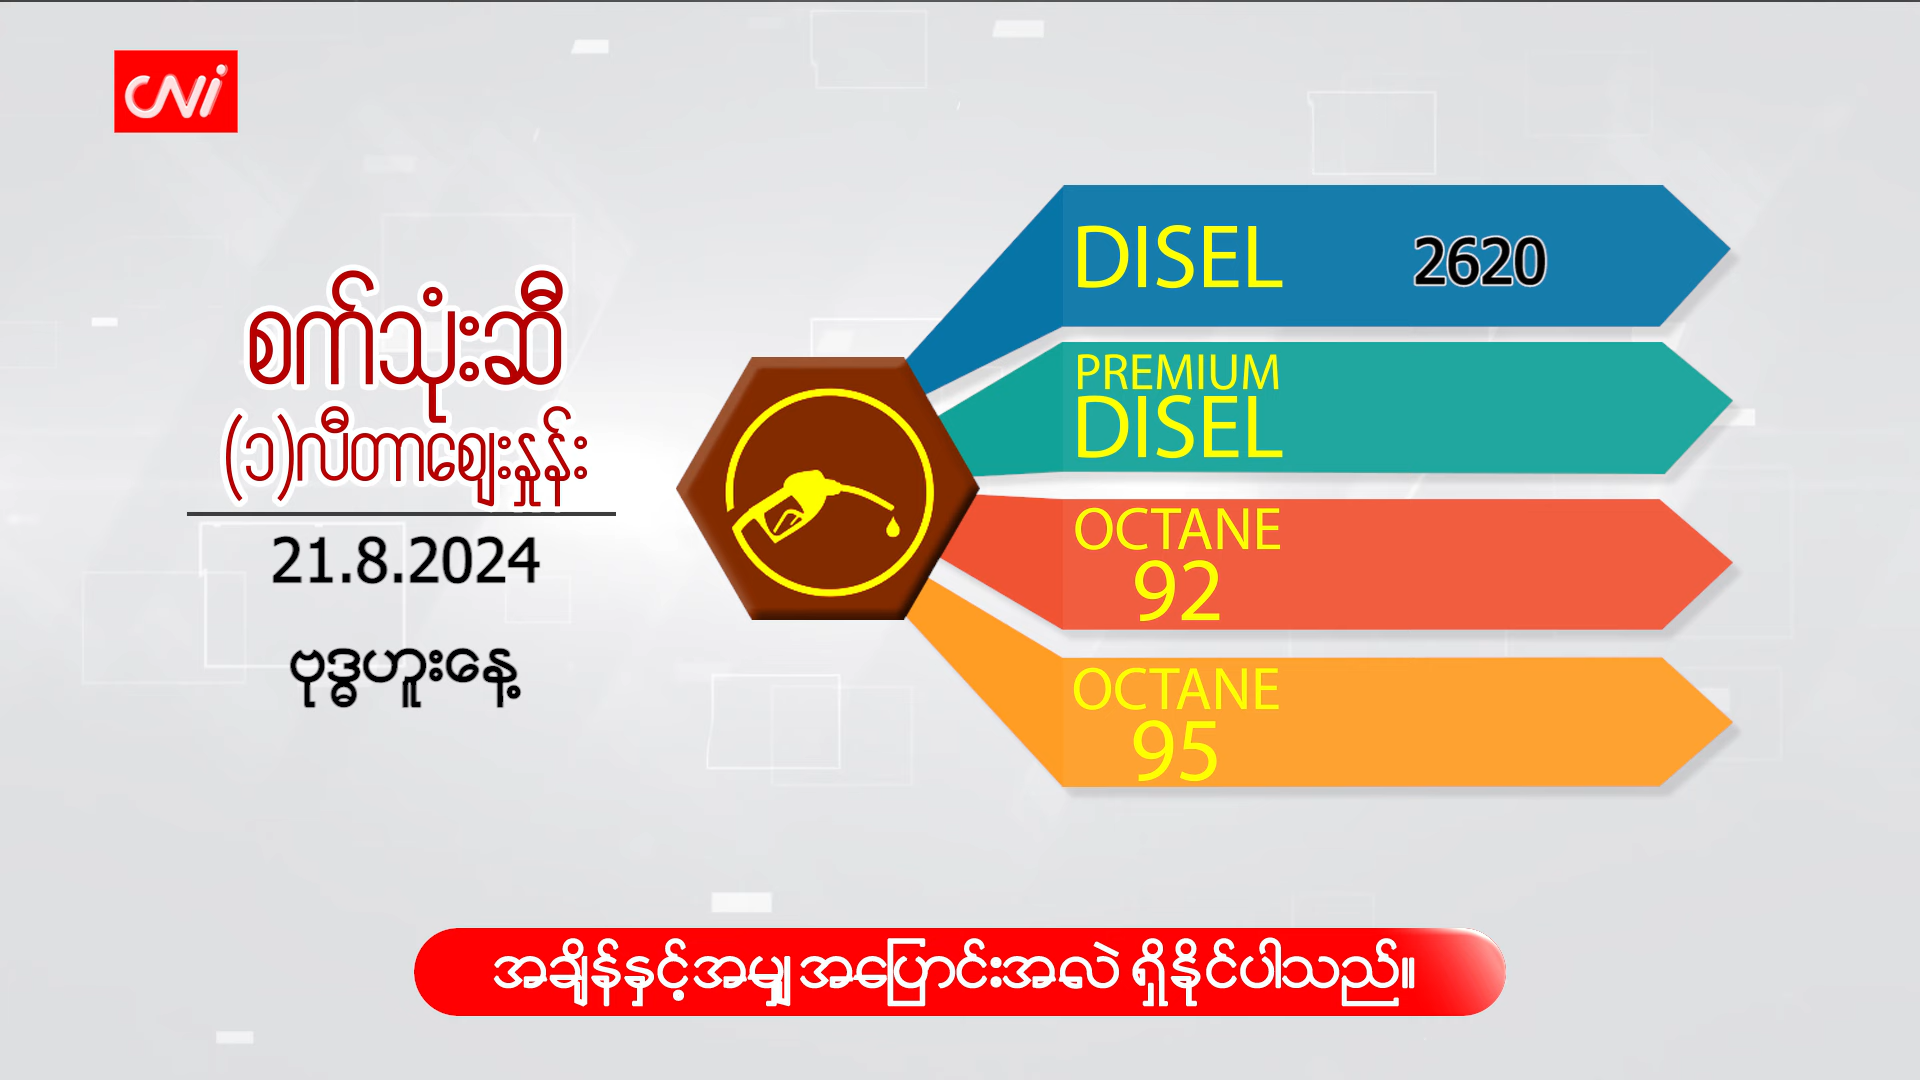 CNi
စက်သုံးဆီ
(၁)လီတာစျေးနှုန်း
21.8.2024
ဗုဒ္ဓဟူးနေ့
DISEL 2620
PREMIUM
DISEL
OCTANE
92
OCTANE
95
အချိန်နှင့်အမျှ အပြောင်းအလဲ ရှိနိုင်ပါသည်။